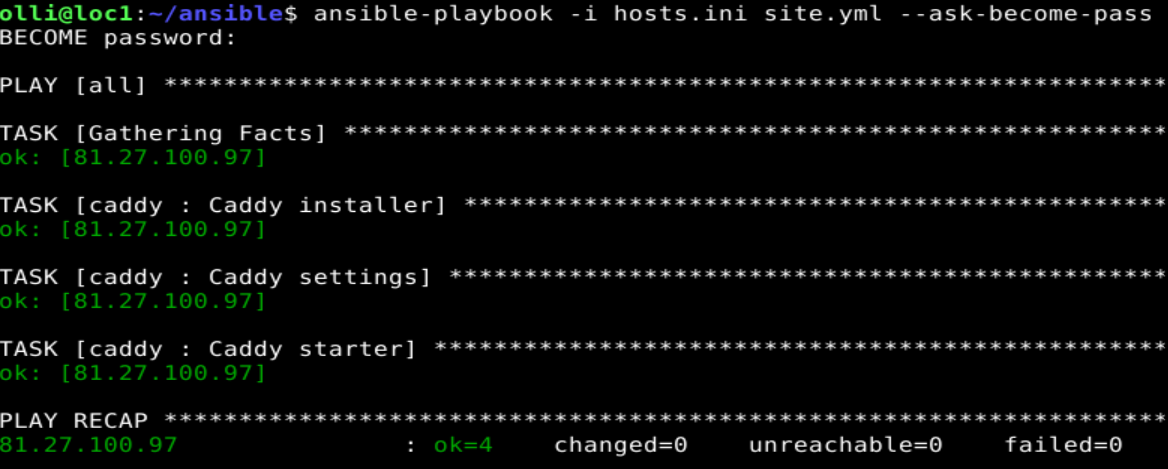 olli@loc1:~/ansible$ ansible-playbook -i hosts.ini site.yml --ask-become-pass
BECOME password:
PLAY [all] *******************************************************************
TASK [Gathering Facts] *******************************************************
ok: [81.27.100.97]
TASK [caddy : Caddy installer] ***********************************************
ok: [81.27.100.97]
TASK [caddy : Caddy settings] ************************************************
ok: [81.27.100.97]
TASK [caddy : Caddy starter] *************************************************
ok: [81.27.100.97]
PLAY RECAP *******************************************************************
81.27.100.97               : ok=4    changed=0    unreachable=0    failed=0